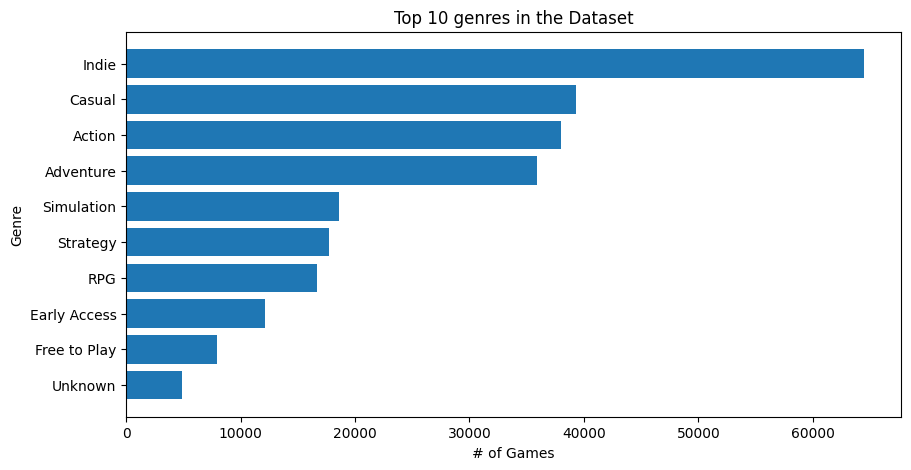 Top 10 genres in the Dataset
Genre
Indie
Casual
Action
Adventure
Simulation
Strategy
RPG
Early Access
Free to Play
Unknown
0 10000 20000 30000 40000 50000 60000
# of Games